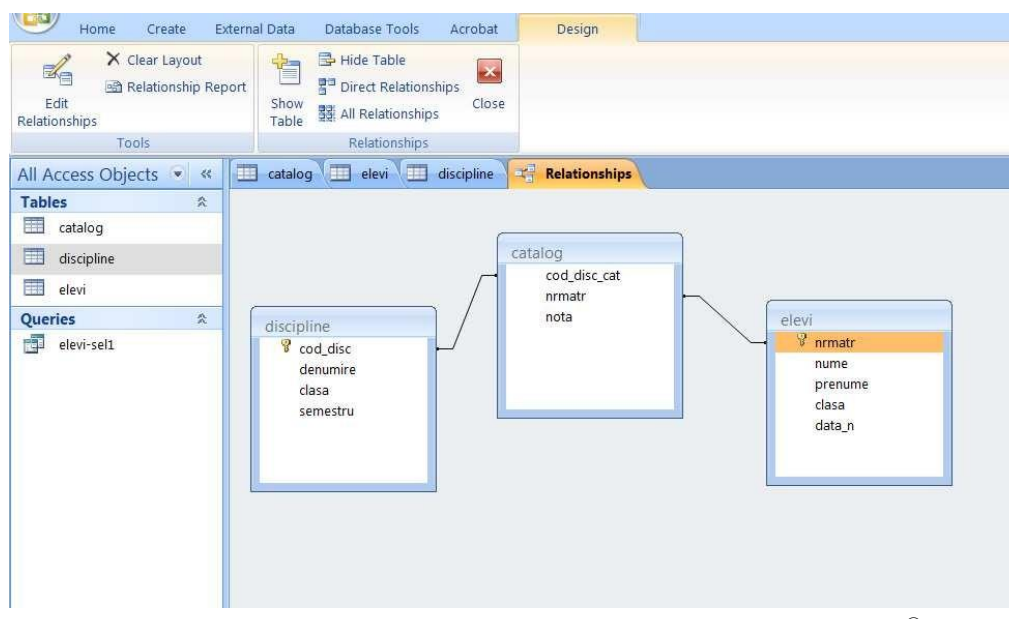 Home Create External Data Database Tools Acrobat Design
Clear Layout
Relationship Report
Edit
Relationships
Tools
Show
Table
Hide Table
Direct Relationships
All Relationships
Close
Relationships
All Access Objects
catalog elevi discipline Relationships
Tables
catalog
discipline
elevi
Queries
elevi-sel1
discipline
cod_disc
denumire
clasa
semestru
catalog
cod_disc_cat
nrmatr
nota
elevi
nrmatr
nume
prenume
clasa
data_n